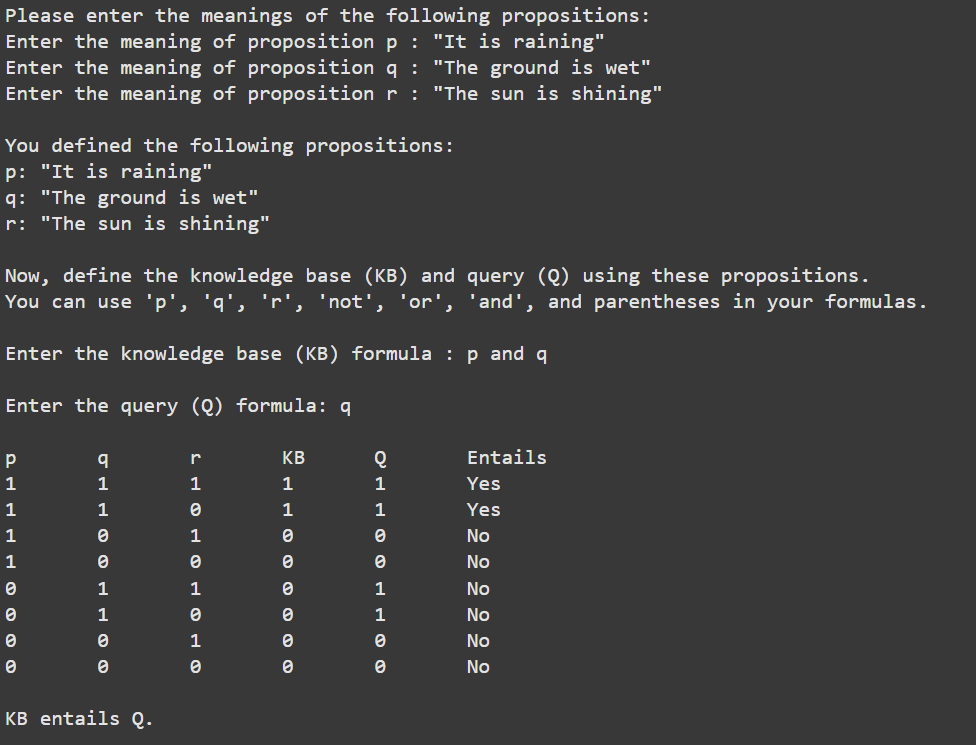 Please enter the meanings of the following propositions:
Enter the meaning of proposition p : "It is raining"
Enter the meaning of proposition q : "The ground is wet"
Enter the meaning of proposition r : "The sun is shining"
You defined the following propositions:
p: "It is raining"
q: "The ground is wet"
r: "The sun is shining"
Now, define the knowledge base (KB) and query (Q) using these propositions.
You can use 'p', 'q', 'r', 'not', 'or', 'and', and parentheses in your formulas.
Enter the knowledge base (KB) formula : p and q
Enter the query (Q) formula: q
p q r KB Q Entails
1 1 1 1 1 Yes
1 1 0 1 1 Yes
1 0 1 0 0 No
1 0 0 0 0 No
0 1 1 0 1 No
0 1 0 0 1 No
0 0 1 0 0 No
0 0 0 0 0 No
KB entails Q.